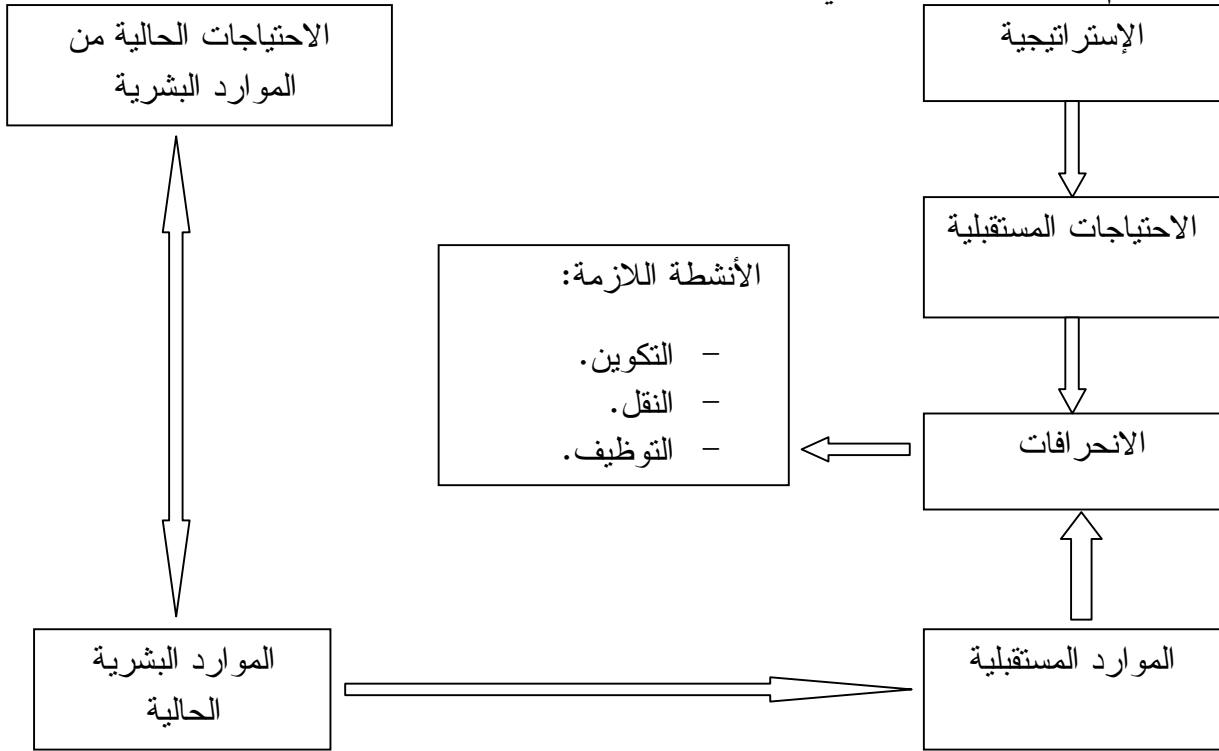 الإستراتيجية
الاحتياجات الحالية من
الموارد البشرية
الاحتياجات المستقبلية
الأنشطة اللازمة:
- التكوين.
- النقل.
- التوظيف.
الانحرافات
الموارد المستقبلية
الموارد البشرية
الحالية